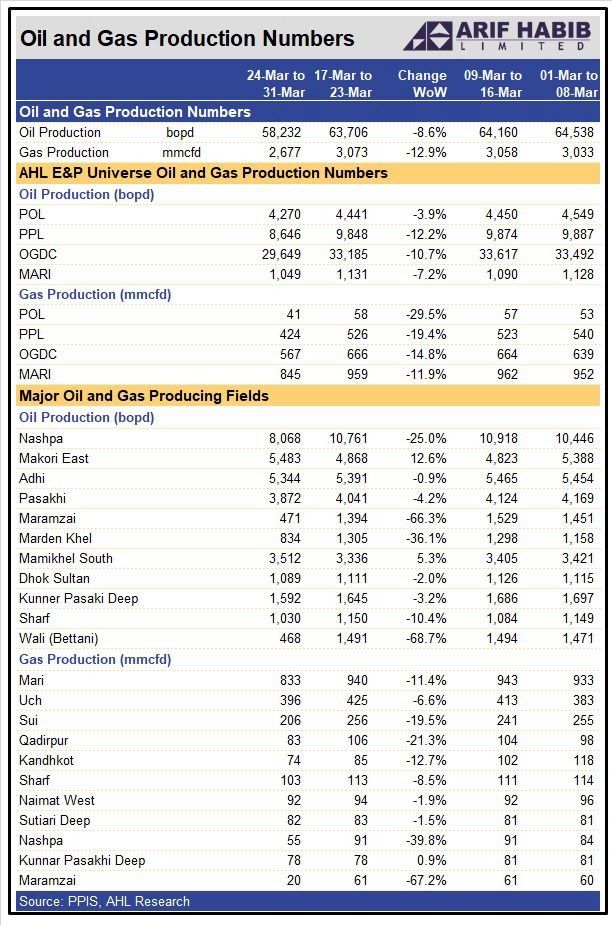 Oil and Gas Production Numbers
ARIF HABIB
LIMITED
24-Mar to 17-Mar to Change 09-Mar to 01-Mar to
31-Mar 23-Mar WoW 16-Mar 08-Mar
Oil and Gas Production Numbers
Oil Production bopd 58,232 63,706 -8.6% 64,160 64,538
Gas Production mmcfd 2,677 3,073 -12.9% 3,058 3,033
AHL E&P Universe Oil and Gas Production Numbers
Oil Production (bopd)
POL 4,270 4,441 -3.9% 4,450 4,549
PPL 8,646 9,848 -12.2% 9,874 9,887
OGDC 29,649 33,185 -10.7% 33,617 33,492
MARI 1,049 1,131 -7.2% 1,090 1,128
Gas Production (mmcfd)
POL 41 58 -29.5% 57 53
PPL 424 526 -19.4% 523 540
OGDC 567 666 -14.8% 664 639
MARI 845 959 -11.9% 962 952
Major Oil and Gas Producing Fields
Oil Production (bopd)
Nashpa 8,068 10,761 -25.0% 10,918 10,446
Makori East 5,483 4,868 12.6% 4,823 5,388
Adhi 5,344 5,391 -0.9% 5,465 5,454
Pasakhi 3,872 4,041 -4.2% 4,124 4,169
Maramzai 471 1,394 -66.3% 1,529 1,451
Marden Khel 834 1,305 -36.1% 1,298 1,158
Mamikhel South 3,512 3,336 5.3% 3,405 3,421
Dhok Sultan 1,089 1,111 -2.0% 1,126 1,115
Kunner Pasaki Deep 1,592 1,645 -3.2% 1,686 1,697
Sharf 1,030 1,150 -10.4% 1,084 1,149
Wali (Bettani) 468 1,491 -68.7% 1,494 1,471
Gas Production (mmcfd)
Mari 833 940 -11.4% 943 933
Uch 396 425 -6.6% 413 383
Sui 206 256 -19.5% 241 255
Qadirpur 83 106 -21.3% 104 98
Kandhkot 74 85 -12.7% 102 118
Sharf 103 113 -8.5% 111 114
Naimat West 92 94 -1.9% 92 96
Sutiari Deep 82 83 -1.5% 81 81
Nashpa 55 91 -39.8% 91 84
Kunnar Pasakhi Deep 78 78 0.9% 81 81
Maramzai 20 61 -67.2% 61 60
Source: PPIS, AHL Research